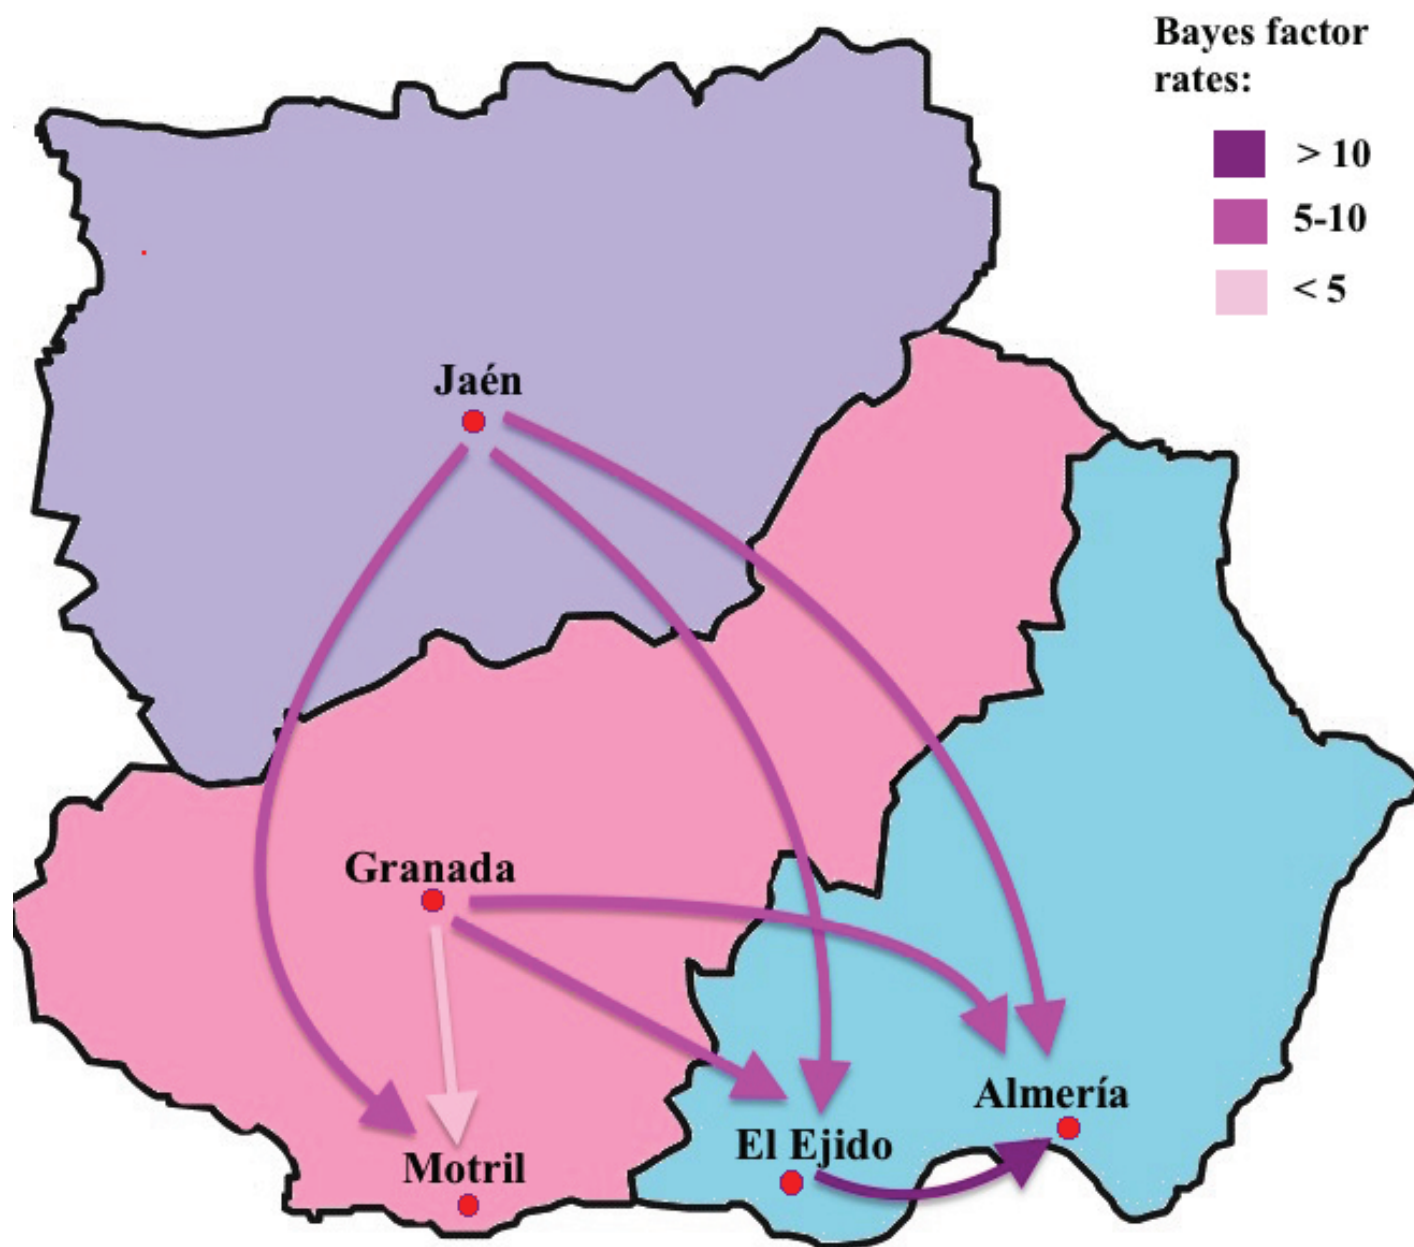 Bayes factor
rates:
> 10
5-10
< 5
Jaén
Granada
Almería
El Ejido
Motril